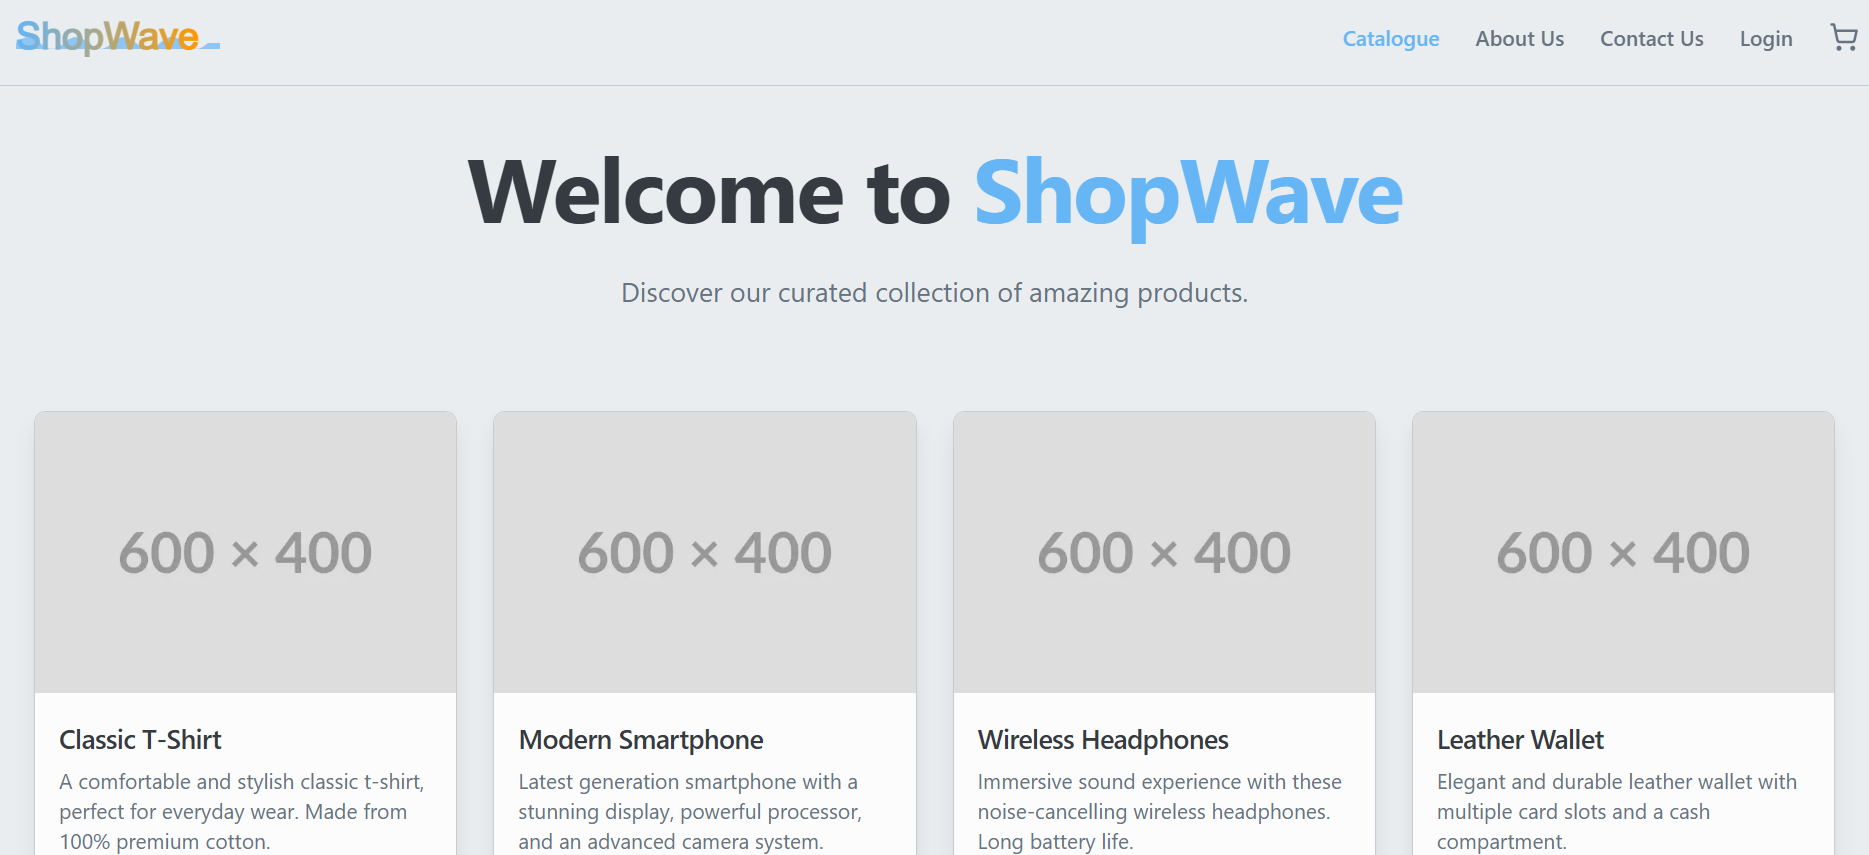 ShopWave
Catalogue
About Us
Contact Us
Login
Welcome to ShopWave
Discover our curated collection of amazing products.
600 × 400
600 × 400
600 × 400
600 × 400
Classic T-Shirt
A comfortable and stylish classic t-shirt,
perfect for everyday wear. Made from
100% premium cotton.
Modern Smartphone
Latest generation smartphone with a
stunning display, powerful processor,
and an advanced camera system.
Wireless Headphones
Immersive sound experience with these
noise-cancelling wireless headphones.
Long battery life.
Leather Wallet
Elegant and durable leather wallet with
multiple card slots and a cash
compartment.